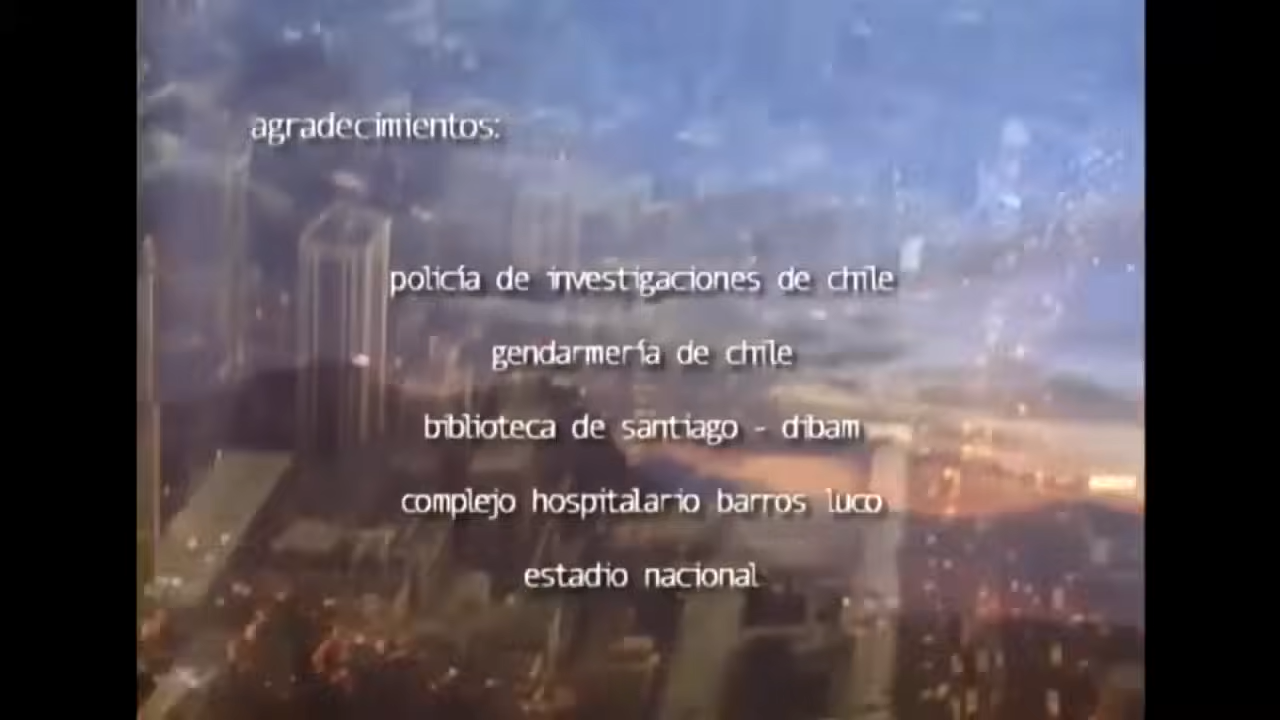 agradecimientos:
policía de investigaciones de chile
gendarmería de chile
biblioteca de santiago - dibam
complejo hospitalario barros luco
estadio nacional